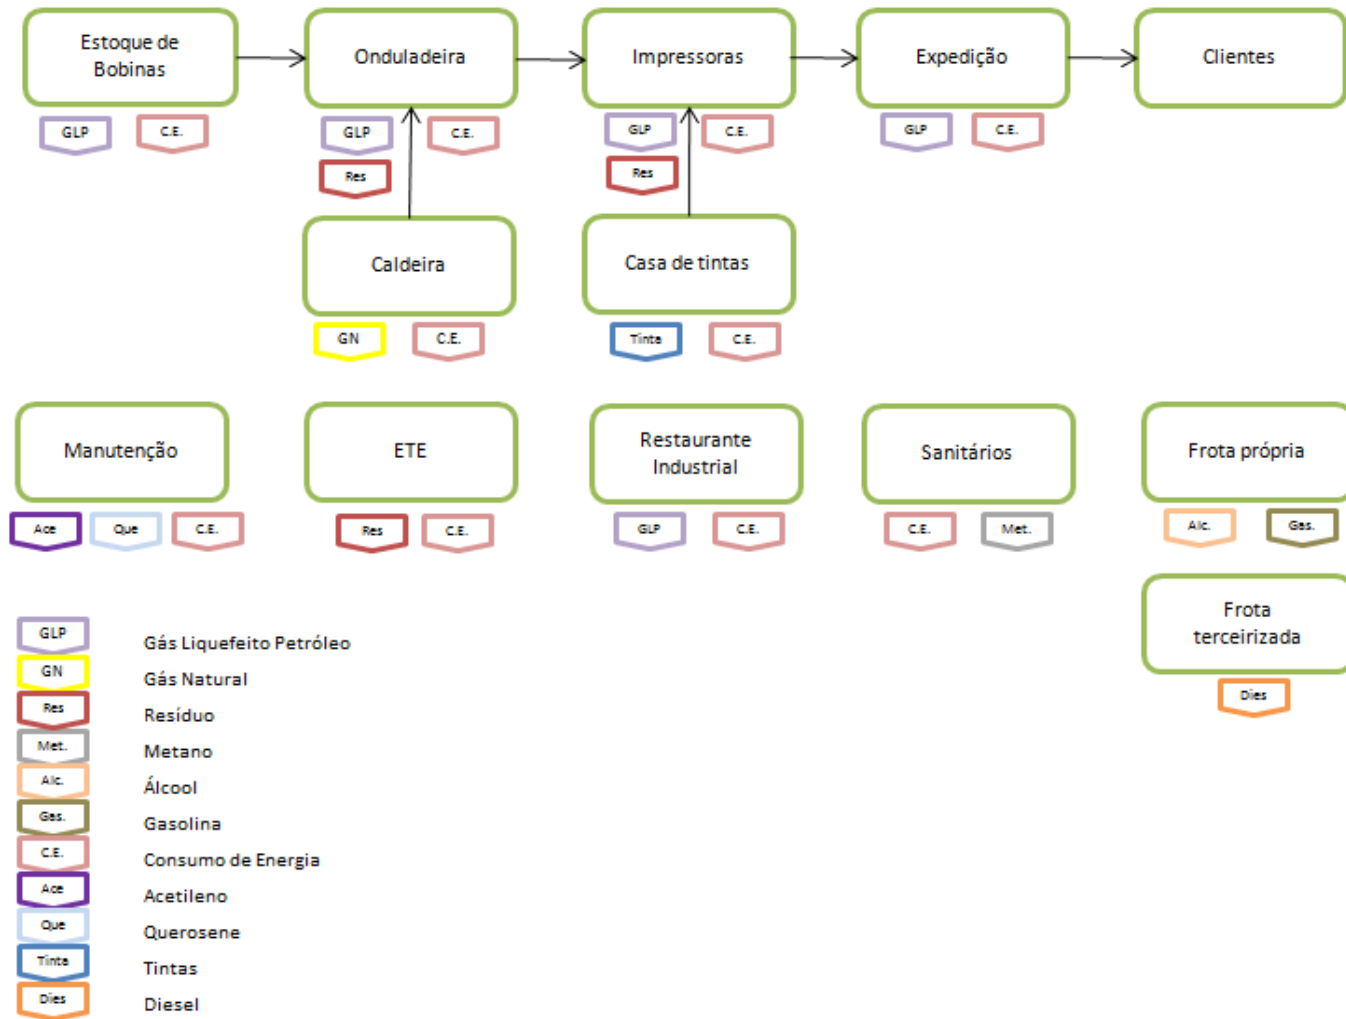 Estoque de
Bobinas
Onduladeira
Impressoras
Expedição
Clientes
GLP
C.E.
GLP
C.E.
GLP
C.E.
GLP
C.E.
Res
Res
Caldeira
Casa de tintas
GN
C.E.
Tinta
C.E.
Manutenção
ETE
Restaurante
Industrial
Sanitários
Frota própria
Ace
Que
C.E.
Res
C.E.
GLP
C.E.
C.E.
Met.
Alc.
Gas.
Frota
terceirizada
Dies
GLP Gás Liquefeito Petróleo
GN Gás Natural
Res Resíduo
Met. Metano
Alc. Álcool
Gas. Gasolina
C.E. Consumo de Energia
Ace Acetileno
Que Querosene
Tinta Tintas
Dies Diesel